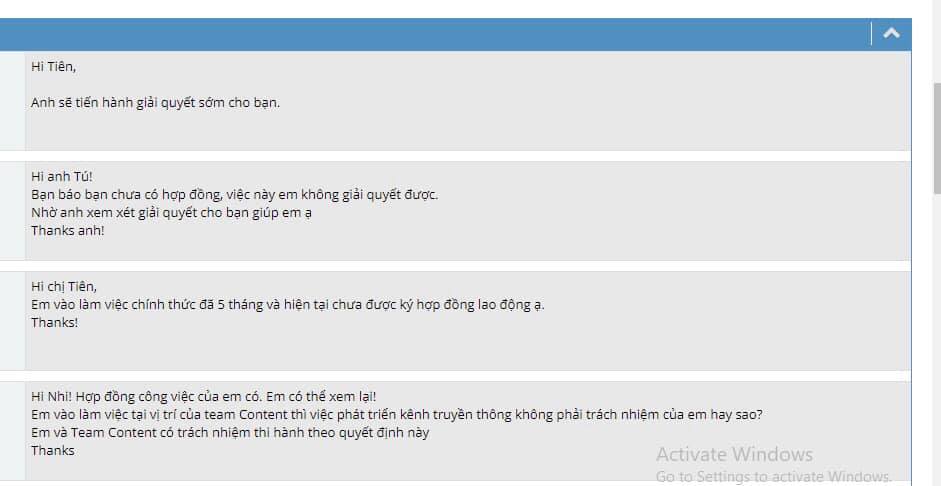 Hi Tiên,
Anh sẽ tiến hành giải quyết sớm cho bạn.
Hi anh Tú!
Bạn báo bạn chưa có hợp đồng, việc này em không giải quyết được.
Nhờ anh xem xét giải quyết cho bạn giúp em ạ
Thanks anh!
Hi chị Tiên,
Em vào làm việc chính thức đã 5 tháng và hiện tại chưa được ký hợp đồng lao động ạ.
Thanks!
Hi Nhi! Hợp đồng công việc của em có. Em có thể xem lại!
Em vào làm việc tại vị trí của team Content thì việc phát triển kênh truyền thông không phải trách nhiệm của em hay sao?
Em và Team Content có trách nhiệm thi hành theo quyết định này
Thanks
Activate Windows
Go to Settings to activate Windows.